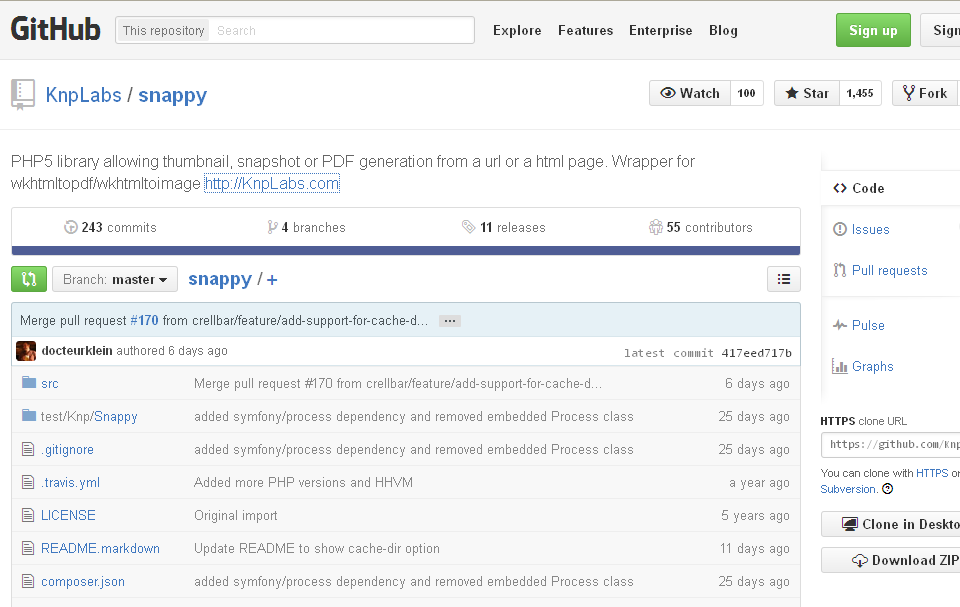 GitHub This repository Search Explore Features Enterprise Blog Sign up Sign
KnpLabs / snappy Watch 100 Star 1,455 Fork
PHP5 library allowing thumbnail, snapshot or PDF generation from a url or a html page. Wrapper for
wkhtmltopdf/wkhtmltoimage http://KnpLabs.com
243 commits 4 branches 11 releases 55 contributors
Branch: master snappy / +
Merge pull request #170 from crellbar/feature/add-support-for-cache-d… ...
docteurklein authored 6 days ago latest commit 417eed717b
src Merge pull request #170 from crellbar/feature/add-support-for-cache-d… 6 days ago
test/Knp/Snappy added symfony/process dependency and removed embedded Process class 25 days ago
.gitignore added symfony/process dependency and removed embedded Process class 25 days ago
.travis.yml Added more PHP versions and HHVM a year ago
LICENSE Original import 5 years ago
README.markdown Update README to show cache-dir option 11 days ago
composer.json added symfony/process dependency and removed embedded Process class 25 days ago
Code
Issues
Pull requests
Pulse
Graphs
HTTPS clone URL
https://github.com/Knp
You can clone with HTTPS or
Subversion. ?
Clone in Deskto
Download ZIP